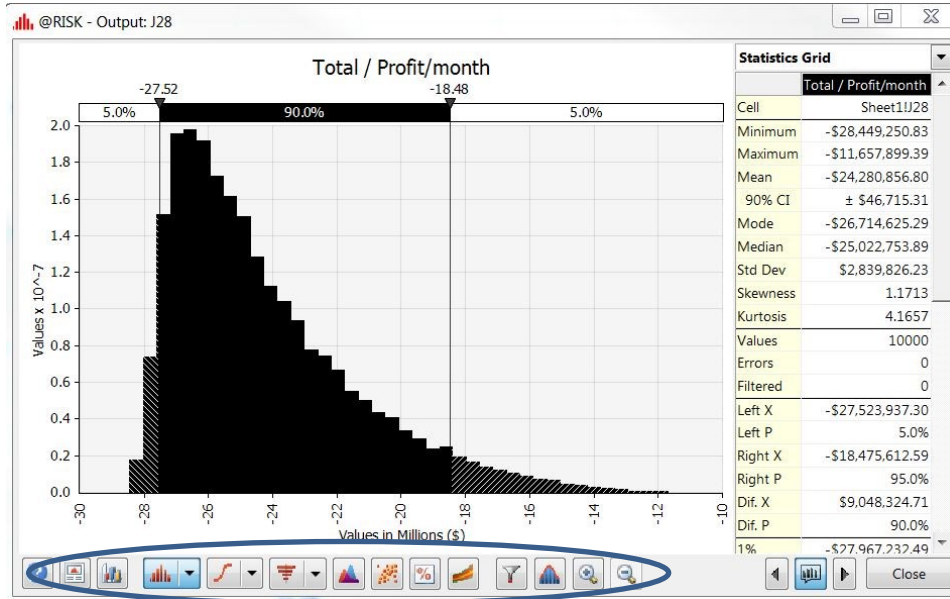 @RISK - Output: J28
Total / Profit/month
-27.52 -18.48
5.0% 90.0% 5.0%
2.0
1.8
1.6
1.4
1.2
1.0
0.8
0.6
0.4
0.2
0.0
Values x 10^-7
-30 -28 -26 -24 -22 -20 -18 -16 -14 -12 -10
Values in Millions ($)
Statistics Grid
Total / Profit/month
Cell Sheet1!J28
Minimum -$28,449,250.83
Maximum -$11,657,899.39
Mean -$24,280,856.80
90% CI ± $46,715.31
Mode -$26,714,625.29
Median -$25,022,753.89
Std Dev $2,839,826.23
Skewness 1.1713
Kurtosis 4.1657
Values 10000
Errors 0
Filtered 0
Left X -$27,523,937.30
Left P 5.0%
Right X -$18,475,612.59
Right P 95.0%
Dif. X $9,048,324.71
Dif. P 90.0%
1% -$27,967,232.49
%
Close